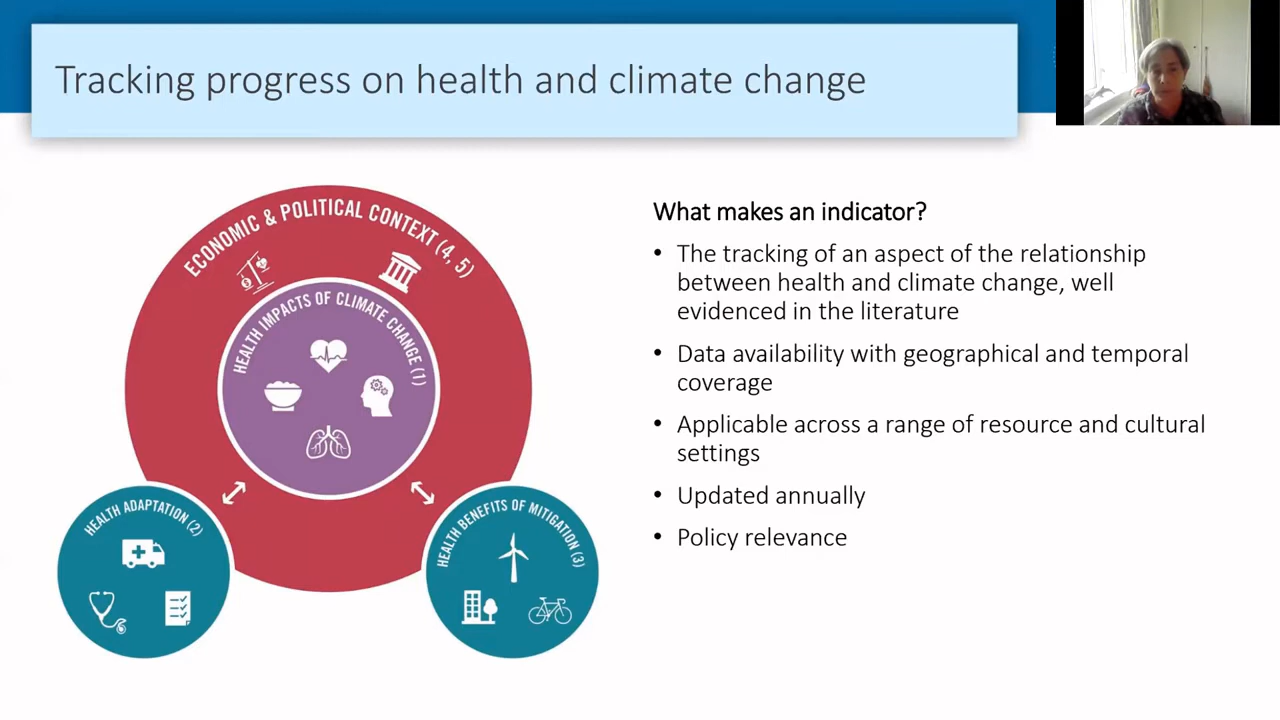 Tracking progress on health and climate change
ECONOMIC & POLITICAL CONTEXT (4, 5)
HEALTH IMPACTS OF CLIMATE CHANGE (1)
HEALTH ADAPTATION (2)
HEALTH BENEFITS OF MITIGATION (3)
What makes an indicator?
• The tracking of an aspect of the relationship
between health and climate change, well
evidenced in the literature
• Data availability with geographical and temporal
coverage
• Applicable across a range of resource and cultural
settings
• Updated annually
• Policy relevance